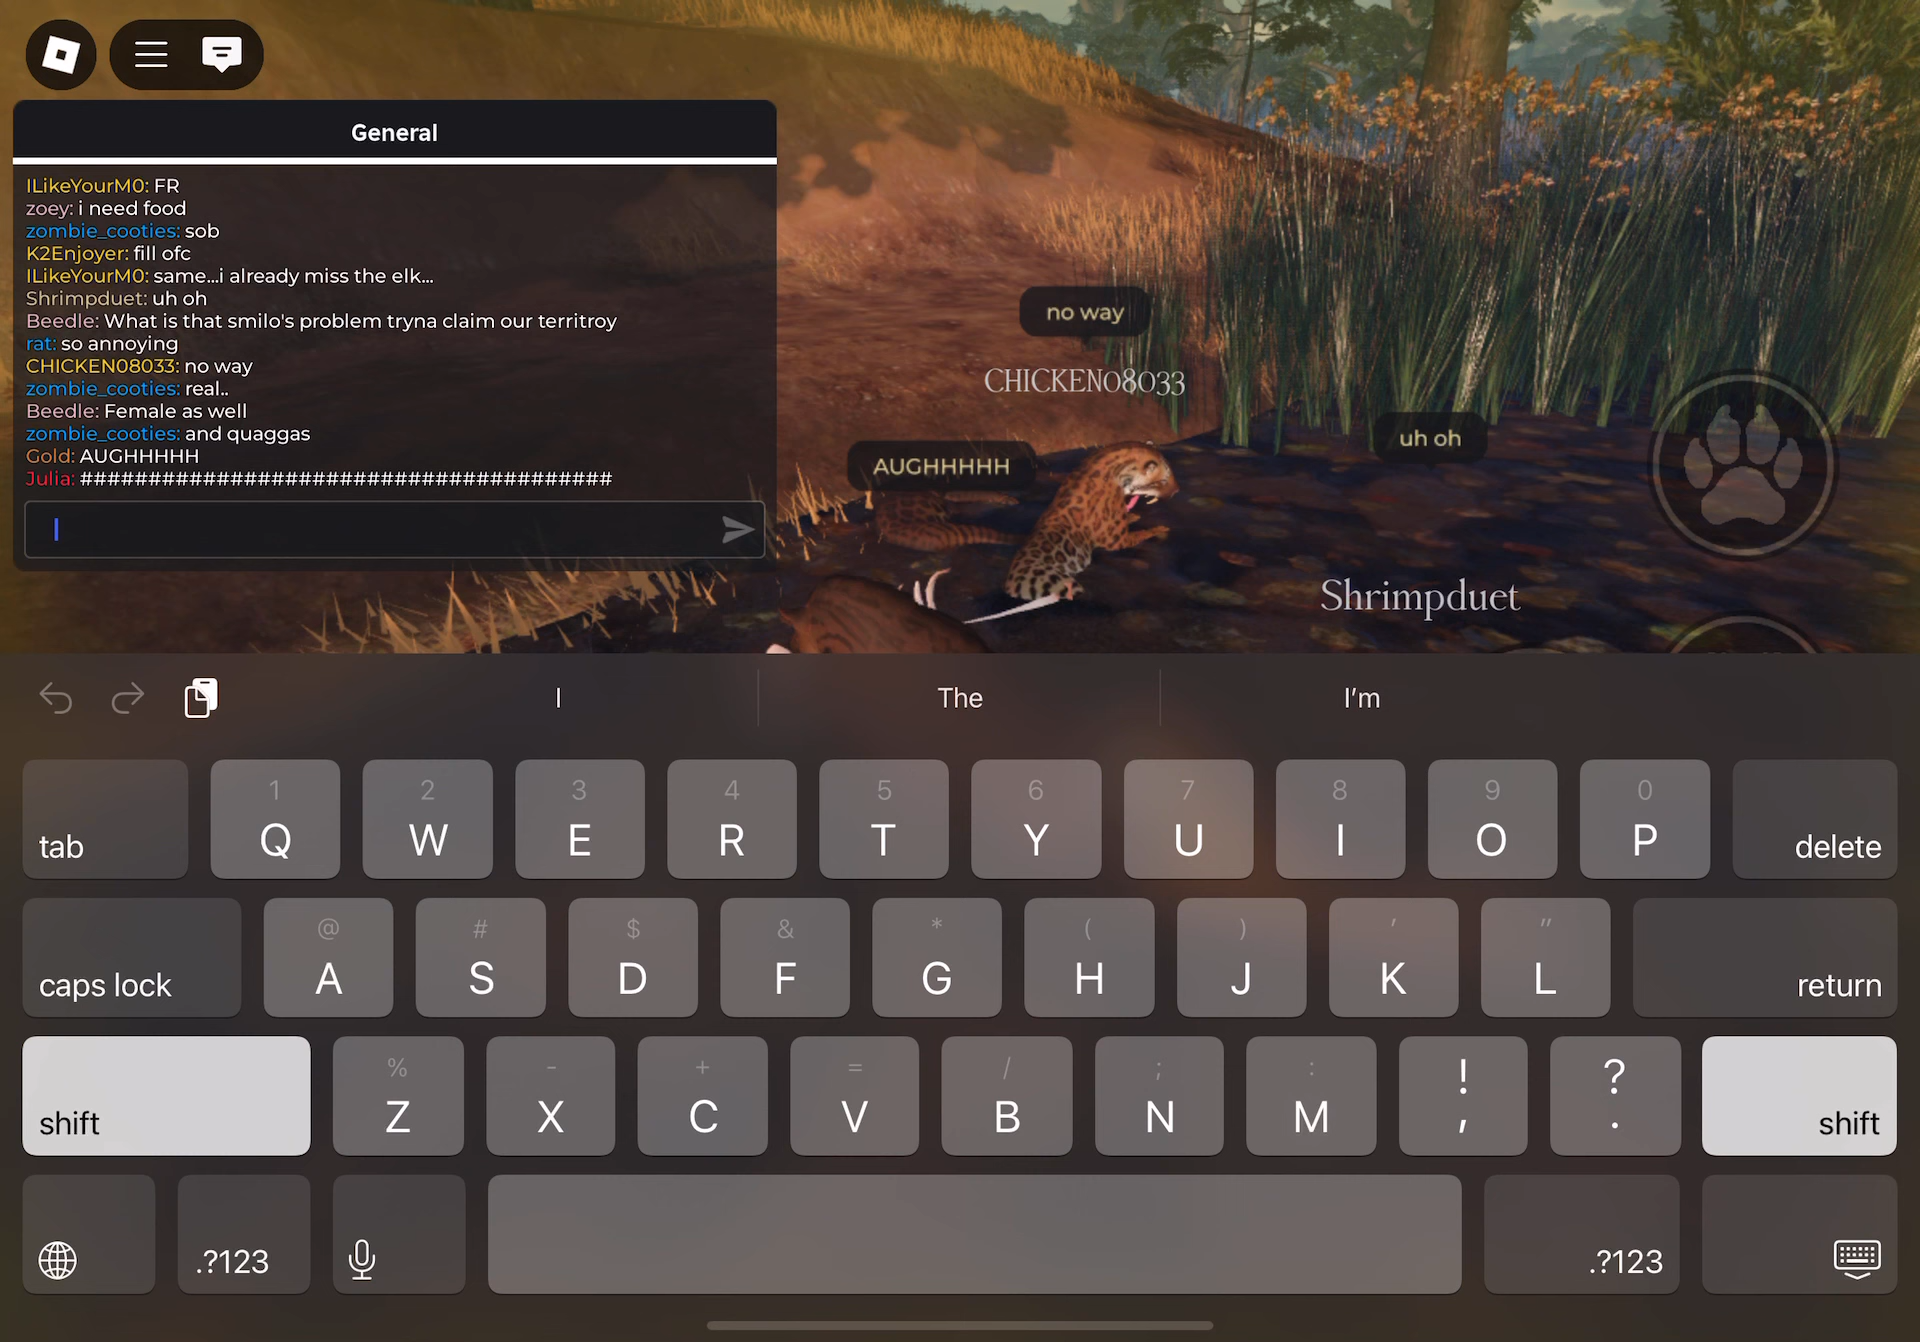 General
ILikeYourM0: FR
zoey: i need food
zombie_cooties: sob
K2Enjoyer: fill ofc
ILikeYourM0: same...i already miss the elk...
Shrimpduet: uh oh
Beedle: What is that smilo's problem tryna claim our territroy
rat: so annoying
CHICKEN08033: no way
zombie_cooties: real..
Beedle: Female as well
zombie_cooties: and quaggas
Gold: AUGHHHHH
Julia: #######################################
no way
CHICKEN08033
uh oh
AUGHHHHH
Shrimpduet
I The I'm
tab 1 Q 2 W 3 E 4 R 5 T 6 Y 7 U 8 I 9 O 0 P delete
caps lock @ A # S $ D & F * G ( H ) J ' K " L return
shift % Z - X + C = V / B ; N : M ! , ? . shift
.?123 .?123